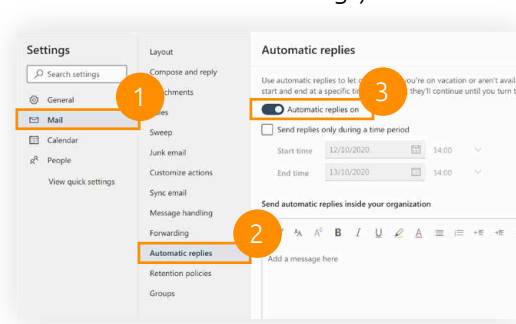 Settings
Search settings
General
Mail
Calendar
People
View quick settings
1
Layout
Compose and reply
Sweep
Junk email
Customize actions
Sync email
Message handling
Forwarding
Automatic replies
Retention policies
Groups
2
Automatic replies
Use automatic replies to let you're on vacation or aren't avail
start and end at a specific ti they'll continue until you turn t
3
Automatic replies on
Send replies only during a time period
Start time 12/10/2020 14:00
End time 13/10/2020 14:00
Send automatic replies inside your organization
B I U A
Add a message here